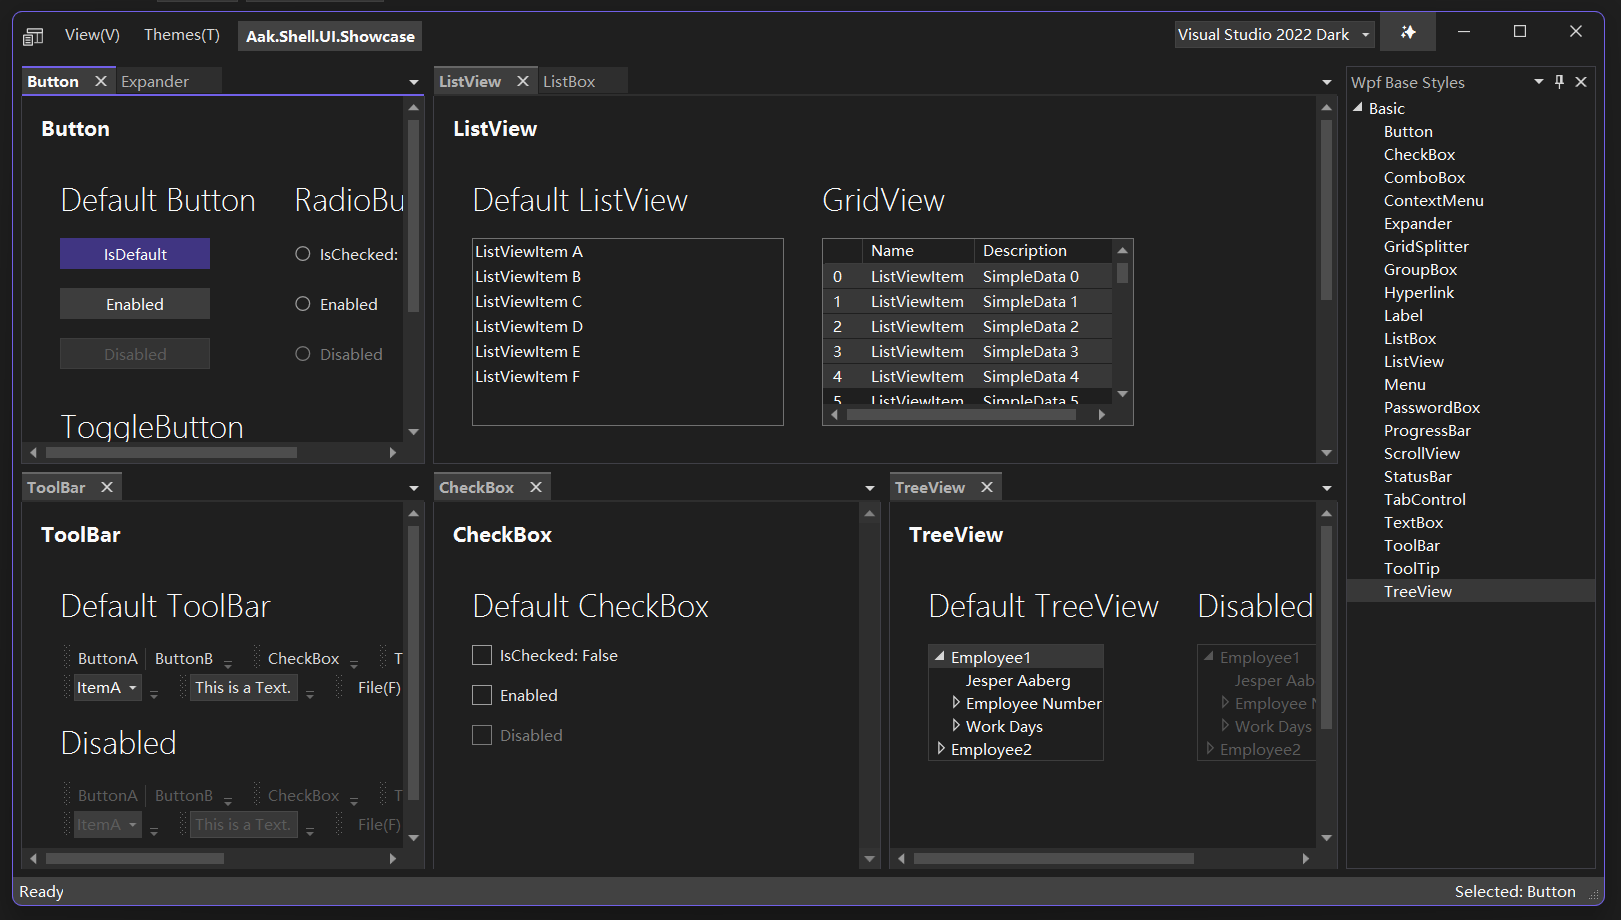 View(V) Themes(T) Aak.Shell.UI.Showcase Visual Studio 2022 Dark
Button Expander
Button
Default Button RadioBu
IsDefault IsChecked:
Enabled Enabled
Disabled Disabled
ToggleButton
ListView ListBox
ListView
Default ListView
ListViewItem A
ListViewItem B
ListViewItem C
ListViewItem D
ListViewItem E
ListViewItem F
GridView
Name Description
0 ListViewItem SimpleData 0
1 ListViewItem SimpleData 1
2 ListViewItem SimpleData 2
3 ListViewItem SimpleData 3
4 ListViewItem SimpleData 4
5 ListViewItem SimpleData 5
Wpf Base Styles
Basic
Button
CheckBox
ComboBox
ContextMenu
Expander
GridSplitter
GroupBox
Hyperlink
Label
ListBox
ListView
Menu
PasswordBox
ProgressBar
ScrollView
StatusBar
TabControl
TextBox
ToolBar
ToolTip
TreeView
ToolBar
ToolBar
Default ToolBar
ButtonA ButtonB CheckBox T
ItemA This is a Text. File(F)
Disabled
ButtonA ButtonB CheckBox T
ItemA This is a Text. File(F)
CheckBox
CheckBox
Default CheckBox
IsChecked: False
Enabled
Disabled
TreeView
TreeView
Default TreeView Disabled
Employee1
Jesper Aaberg
Employee Number
Work Days
Employee2
Employee1
Jesper Aab
Employee N
Work Days
Employee2
Ready Selected: Button